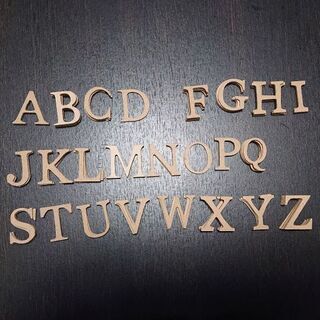 ABCD FGHI
JKLMNOPQ
STUVWXYZ